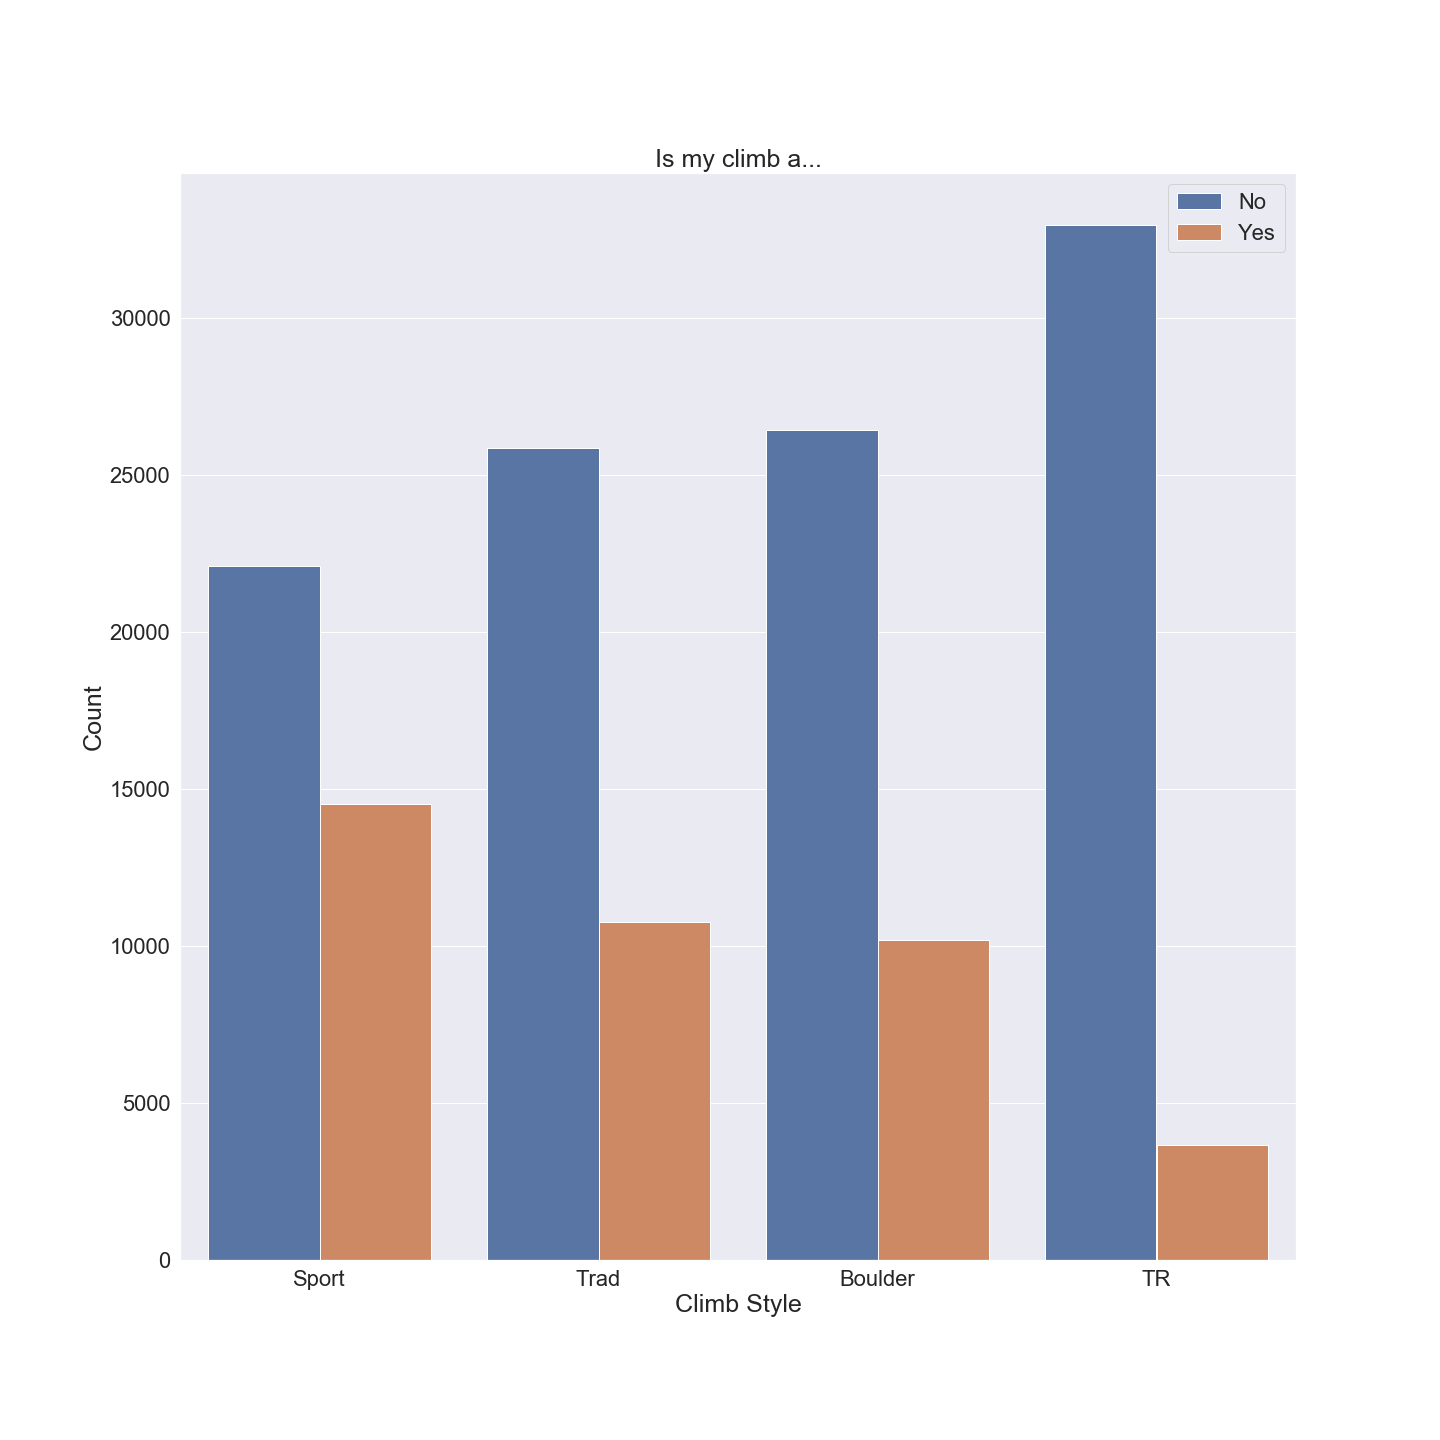 Is my climb a...
No
Yes
30000
25000
20000
15000
10000
5000
0
Count
Sport Trad Boulder TR
Climb Style